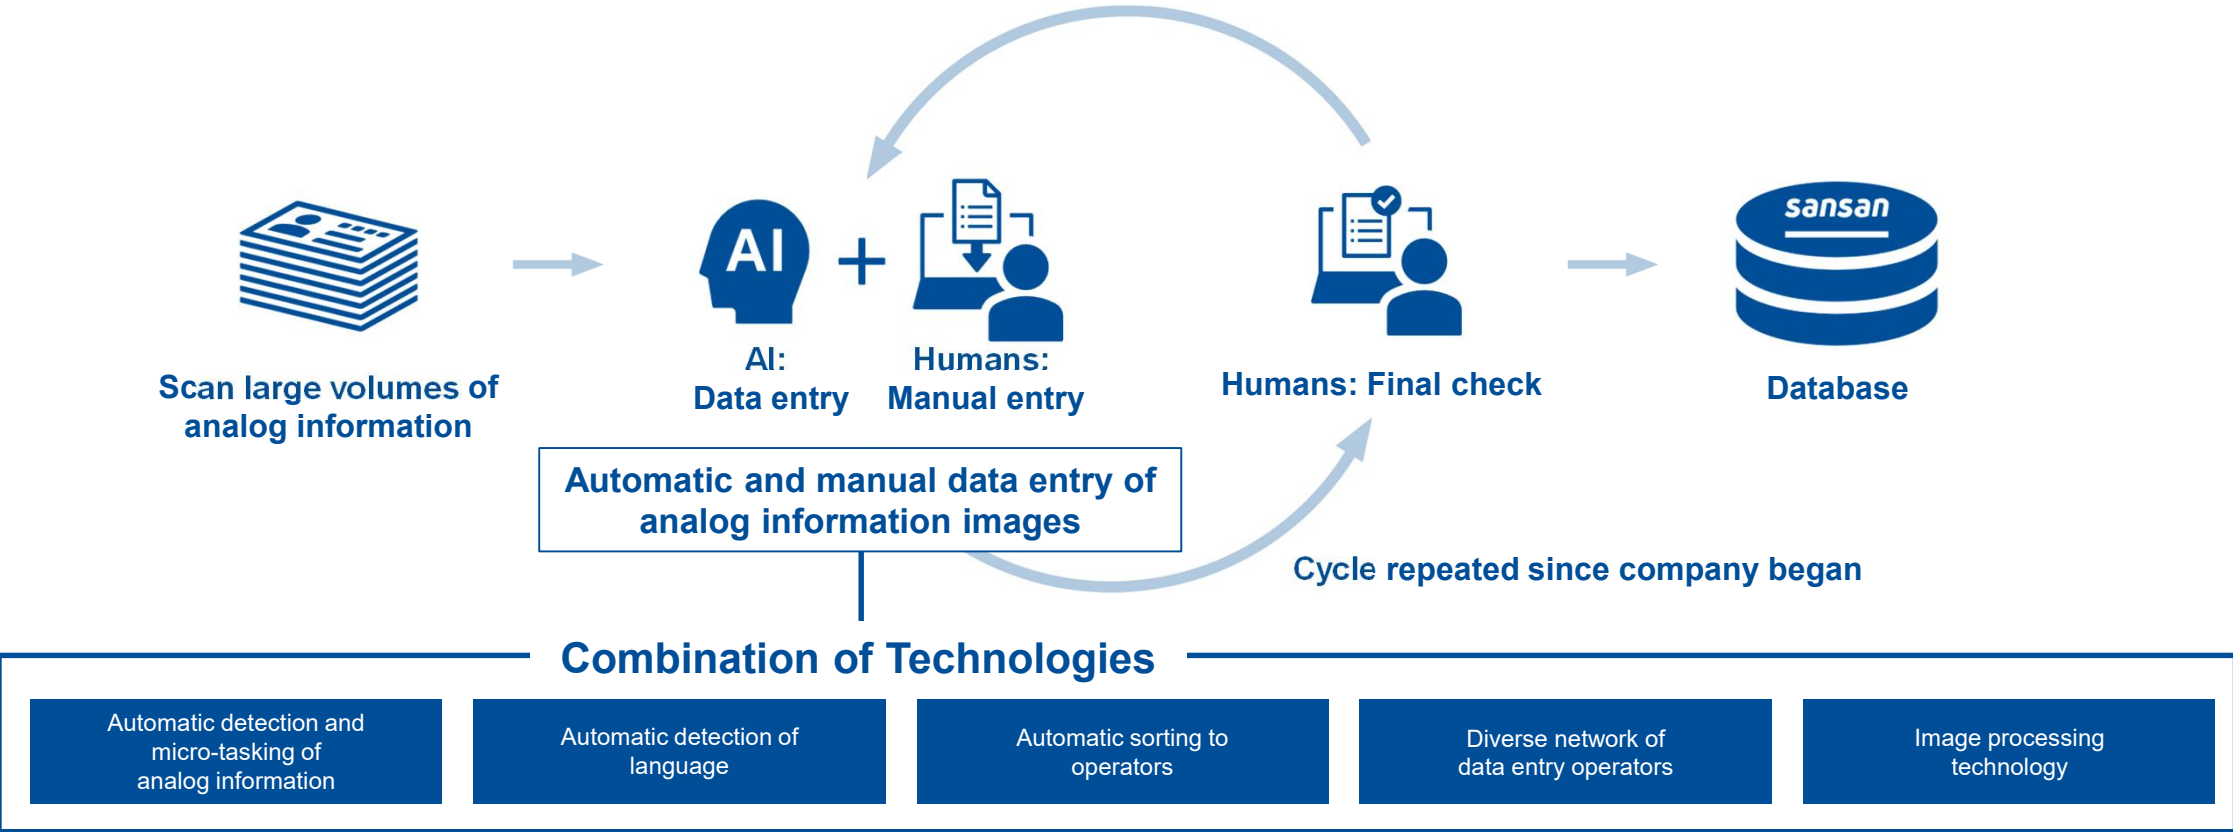 sansan
AI
AI:
Data entry
Humans:
Manual entry
Scan large volumes of
analog information
Humans: Final check
Database
Automatic and manual data entry of
analog information images
Cycle repeated since company began
Combination of Technologies
Automatic detection and
micro-tasking of
analog information
Automatic detection of
language
Automatic sorting to
operators
Diverse network of
data entry operators
Image processing
technology